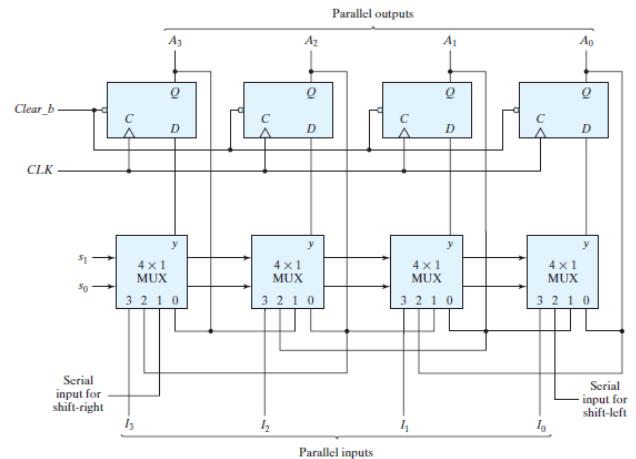 Parallel outputs
A3 A2 A1 A0
Q Q Q Q
Clear_b
C D C D C D C D
CLK
y y y y
s1
4 × 1 4 × 1 4 × 1 4 × 1
MUX MUX MUX MUX
s0
3 2 1 0 3 2 1 0 3 2 1 0 3 2 1 0
Serial
input for
shift-right
Serial
input for
shift-left
I3 I2 I1 I0
Parallel inputs